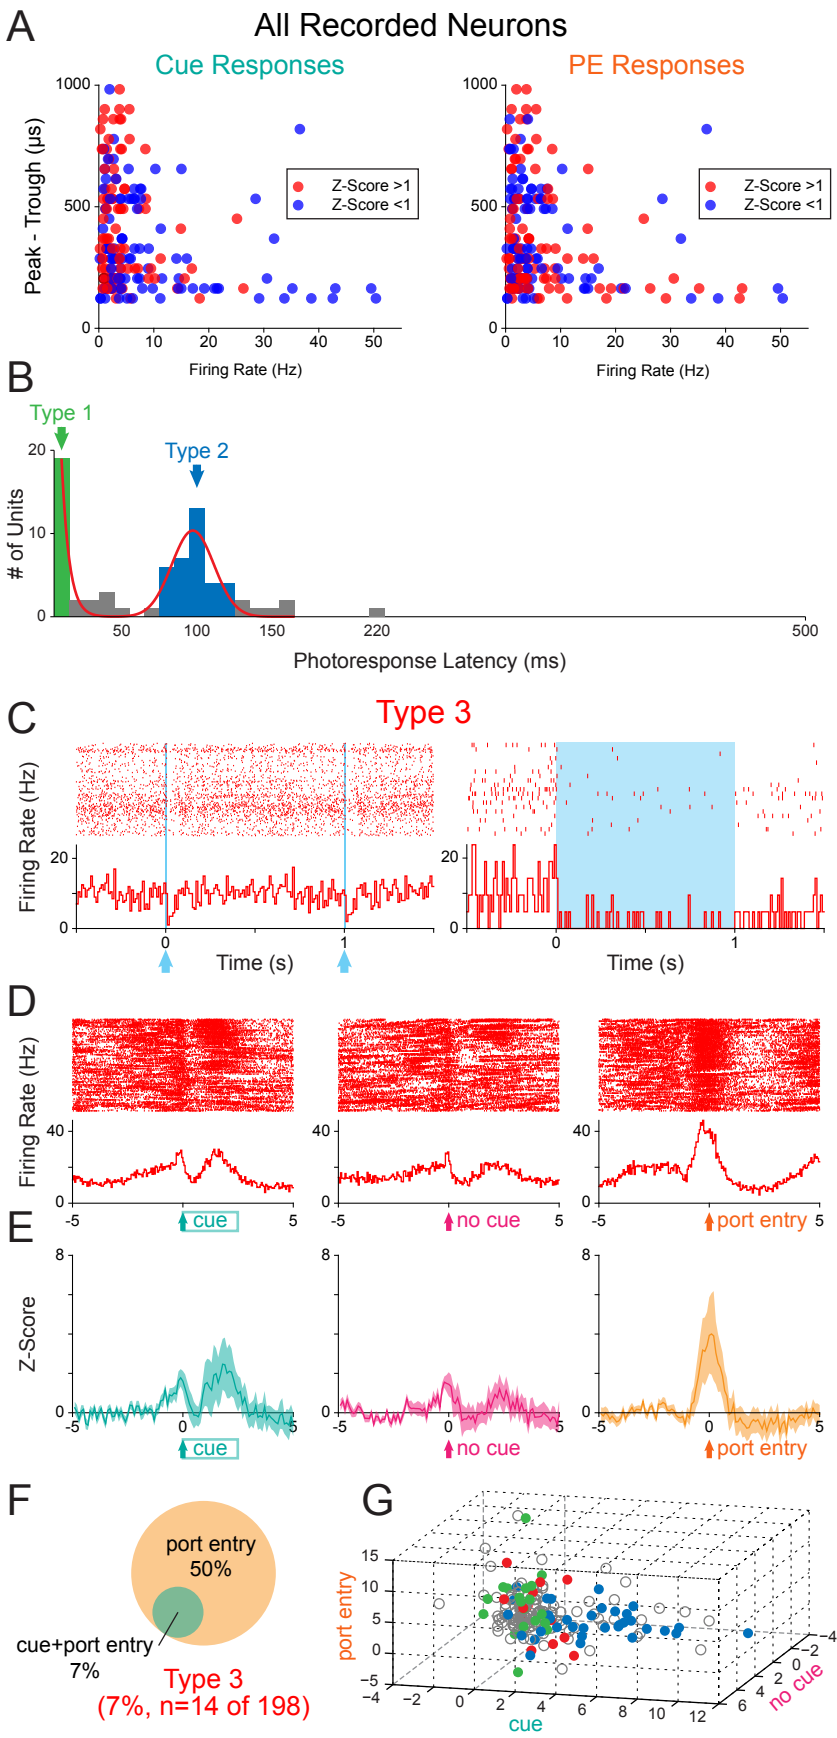 A
All Recorded Neurons
Cue Responses
PE Responses
1000
500
0
Peak - Trough (µs)
Z-Score >1
Z-Score <1
0 10 20 30 40 50
Firing Rate (Hz)
1000
500
0
Z-Score >1
Z-Score <1
0 10 20 30 40 50
Firing Rate (Hz)
B
Type 1
Type 2
20
10
0
# of Units
50 100 150 220 500
Photoresponse Latency (ms)
C
Type 3
Firing Rate (Hz)
20
0
0 1
Time (s)
20
0
0 1
Time (s)
D
Firing Rate (Hz)
40
20
0
-5 5
cue
-5 5
no cue
40
20
0
-5 5
port entry
E
Z-Score
8
0
-5 0 5
cue
8
0
-5 0 5
no cue
8
0
-5 0 5
port entry
F
port entry
50%
cue+port entry
7%
Type 3
(7%, n=14 of 198)
G
port entry
15
10
5
0
−5
−4 −2 0 2 4 6 8 10 12
cue
6 4 2 0 −2 −4
no cue